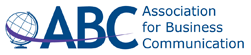 ABC
Association
for Business
Communication